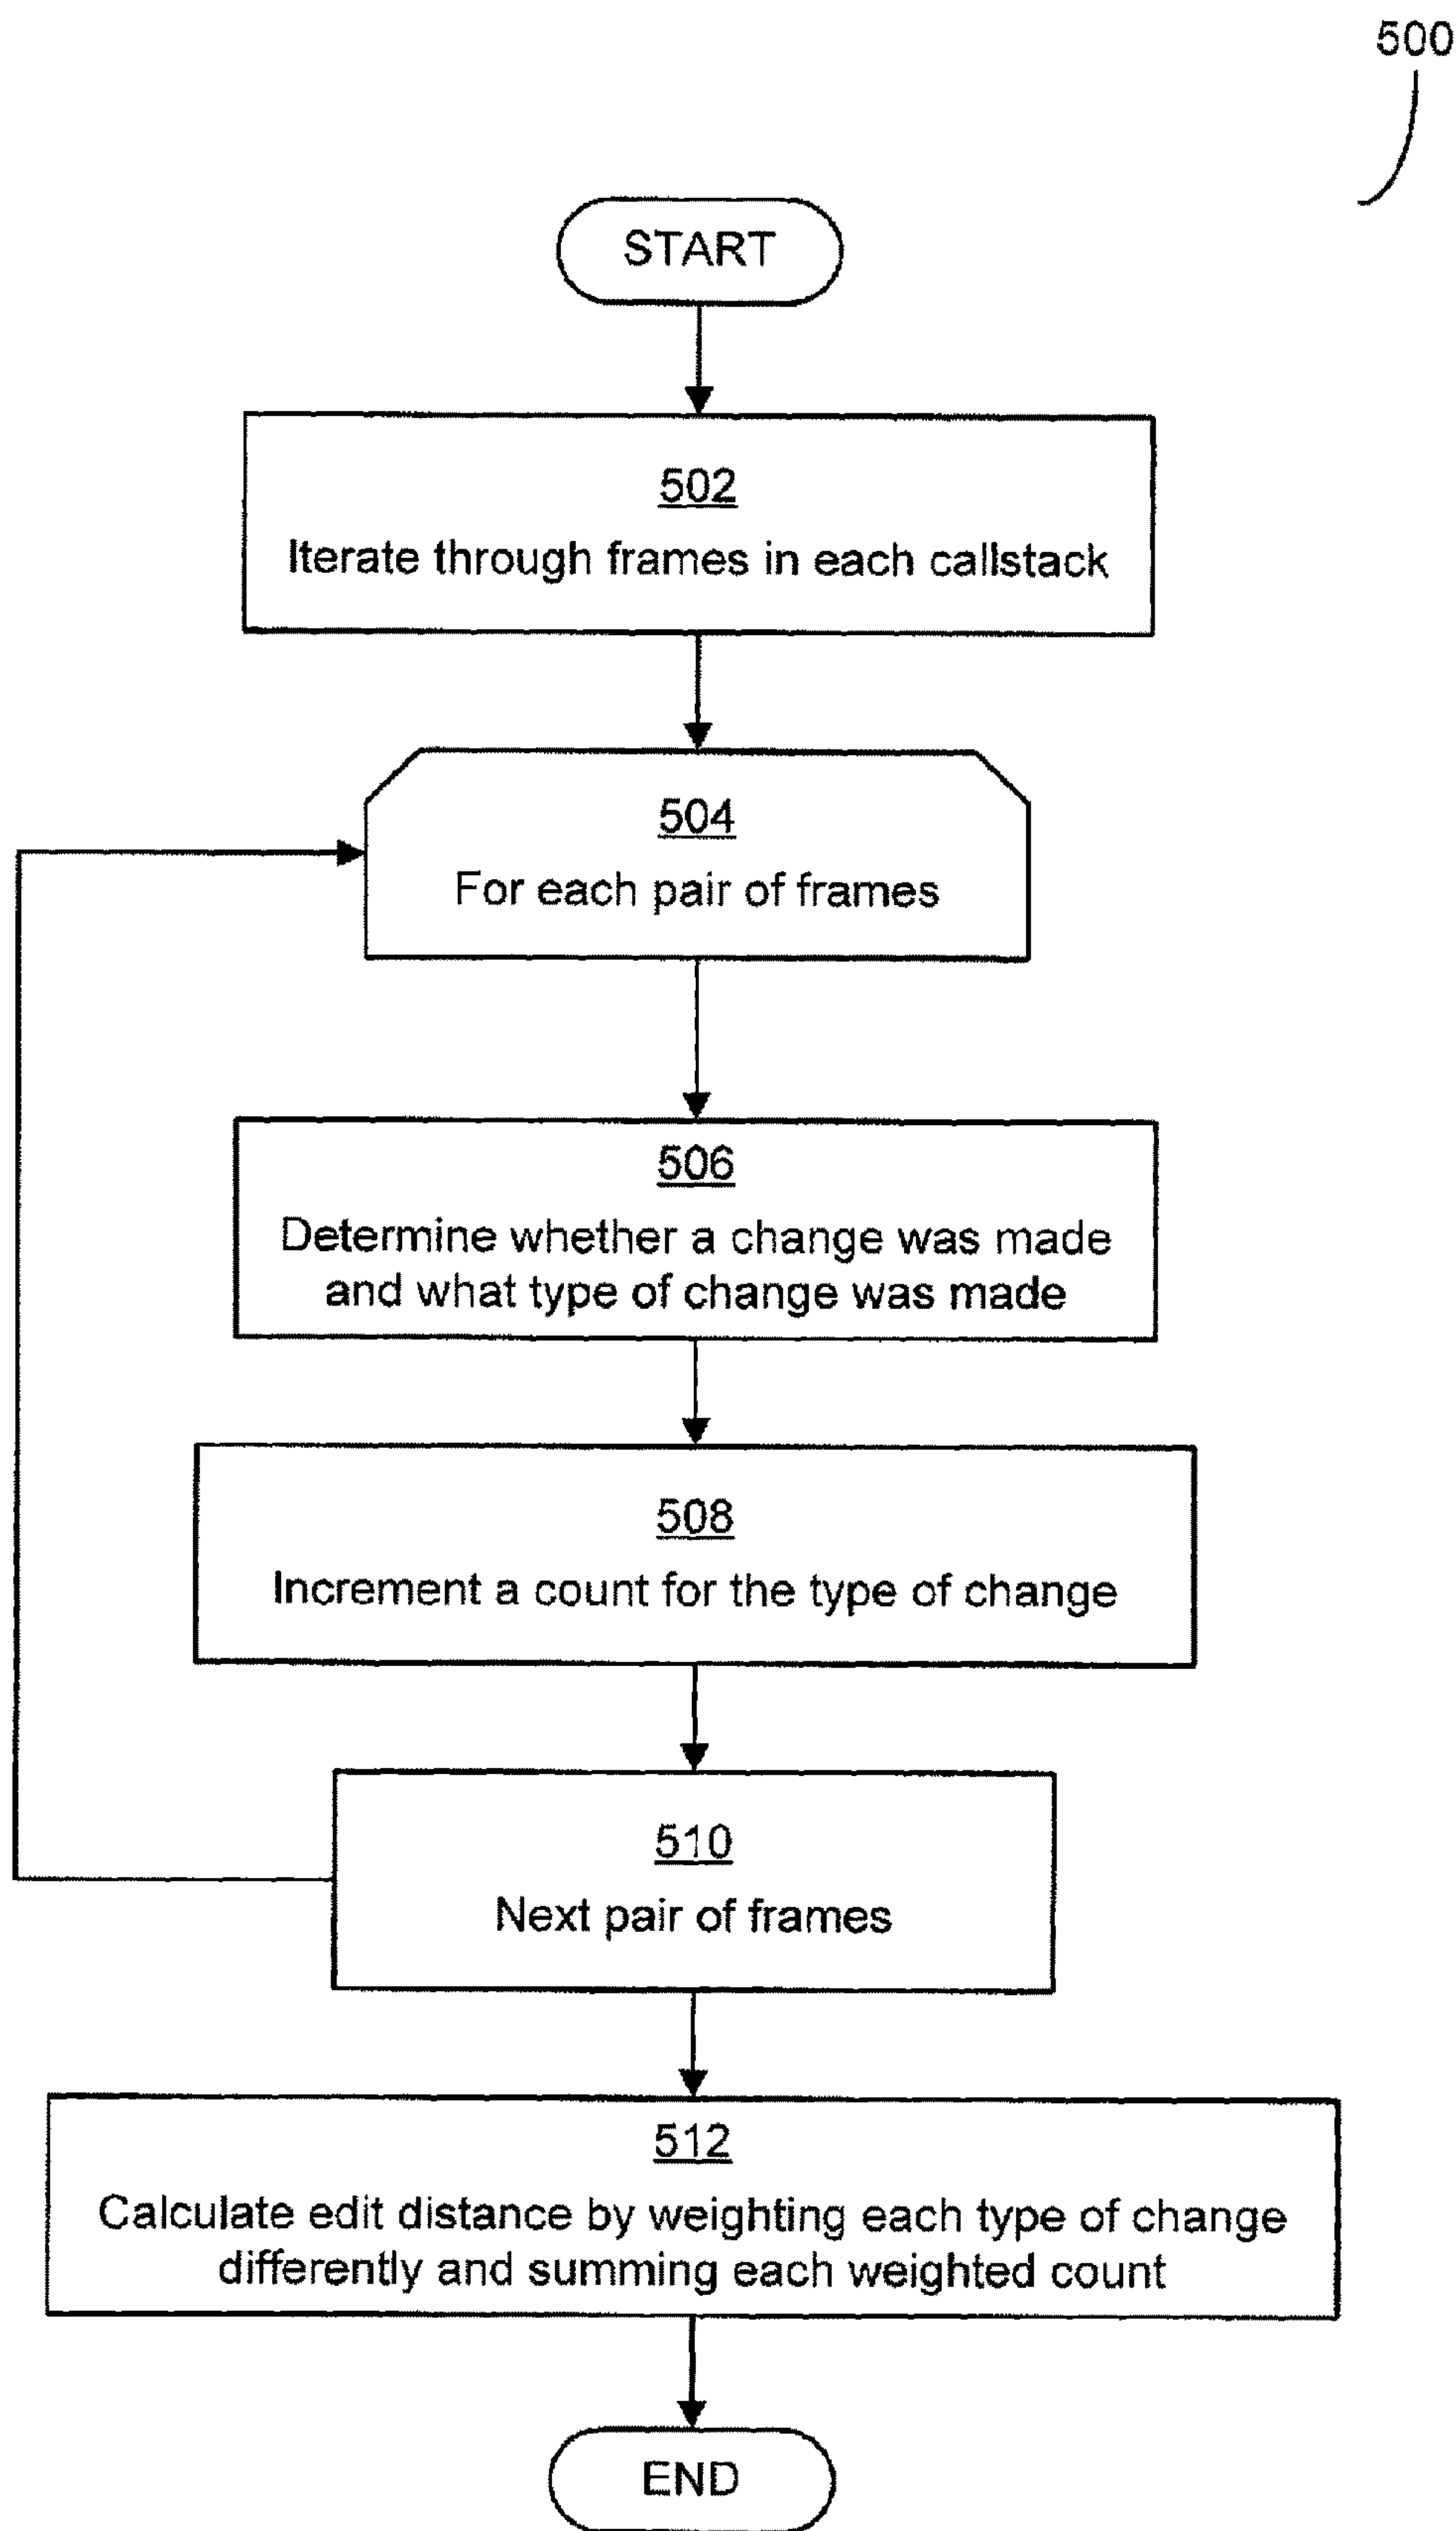 500
START
502
Iterate through frames in each callstack
504
For each pair of frames
506
Determine whether a change was made
and what type of change was made
508
Increment a count for the type of change
510
Next pair of frames
512
Calculate edit distance by weighting each type of change
differently and summing each weighted count
END